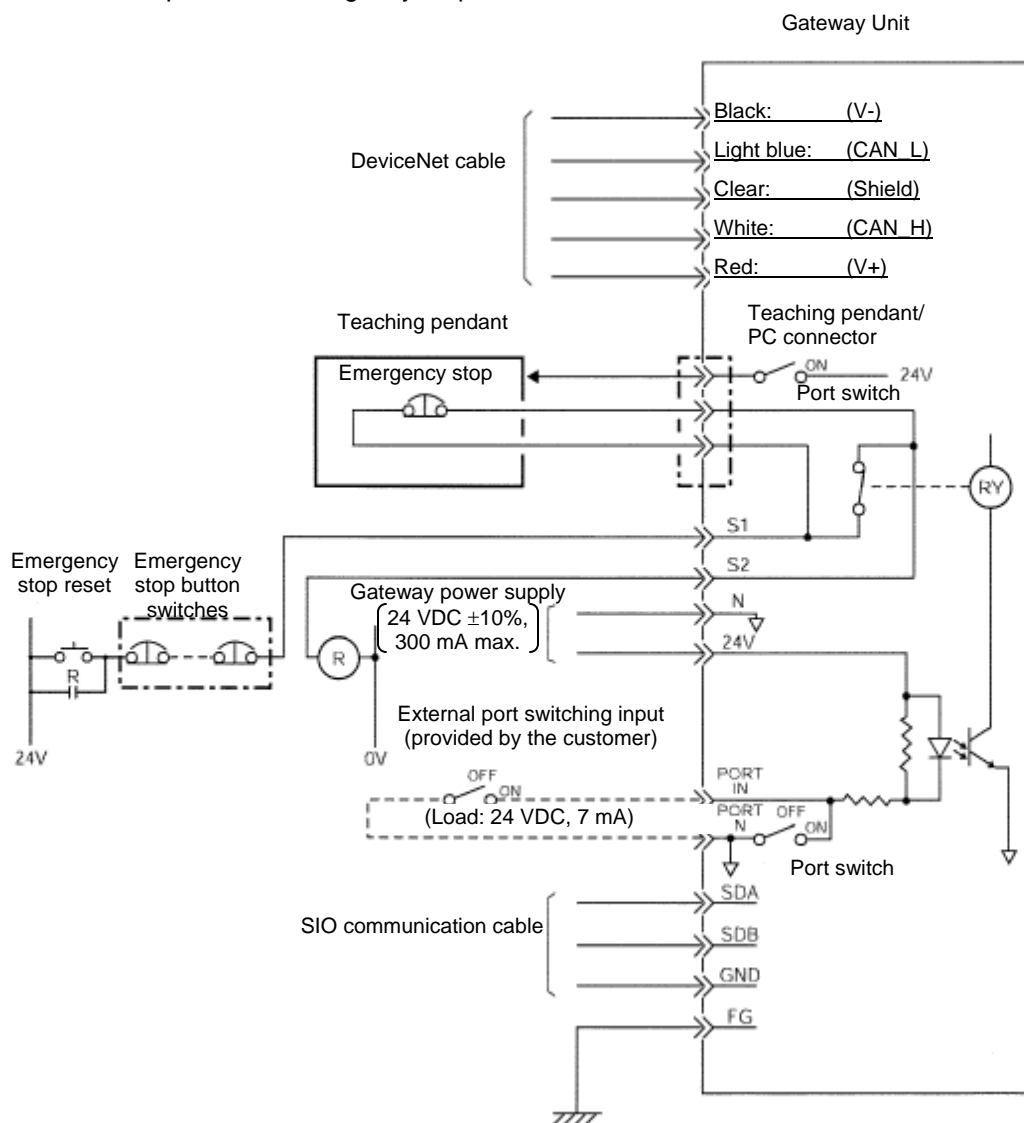 Gateway Unit
Black: (V-)
Light blue: (CAN_L)
DeviceNet cable
Clear: (Shield)
White: (CAN_H)
Red: (V+)
Teaching pendant
Teaching pendant/
PC connector
Emergency stop
ON
24V
Port switch
RY
S1
S2
Emergency
stop reset
Emergency
stop button
switches
Gateway power supply
24 VDC ±10%,
300 mA max.
N
24V
R
R
24V
0V
External port switching input
(provided by the customer)
OFF
ON
(Load: 24 VDC, 7 mA)
PORT
IN
PORT
N
OFF
ON
Port switch
SIO communication cable
SDA
SDB
GND
FG